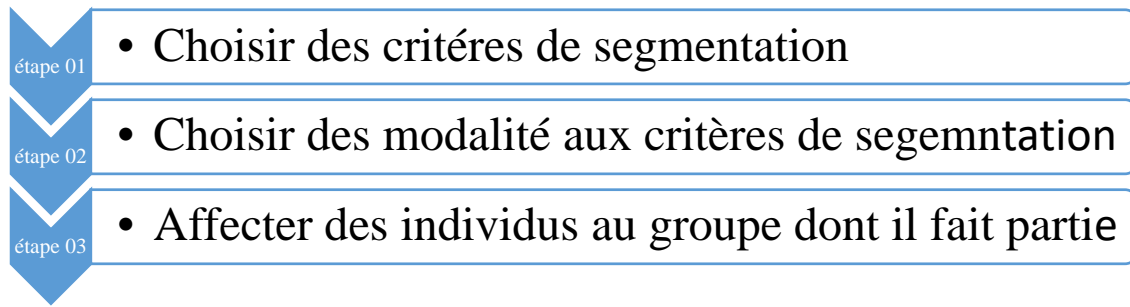 étape 01
• Choisir des critéres de segmentation
étape 02
• Choisir des modalité aux critères de segemntation
étape 03
• Affecter des individus au groupe dont il fait partie